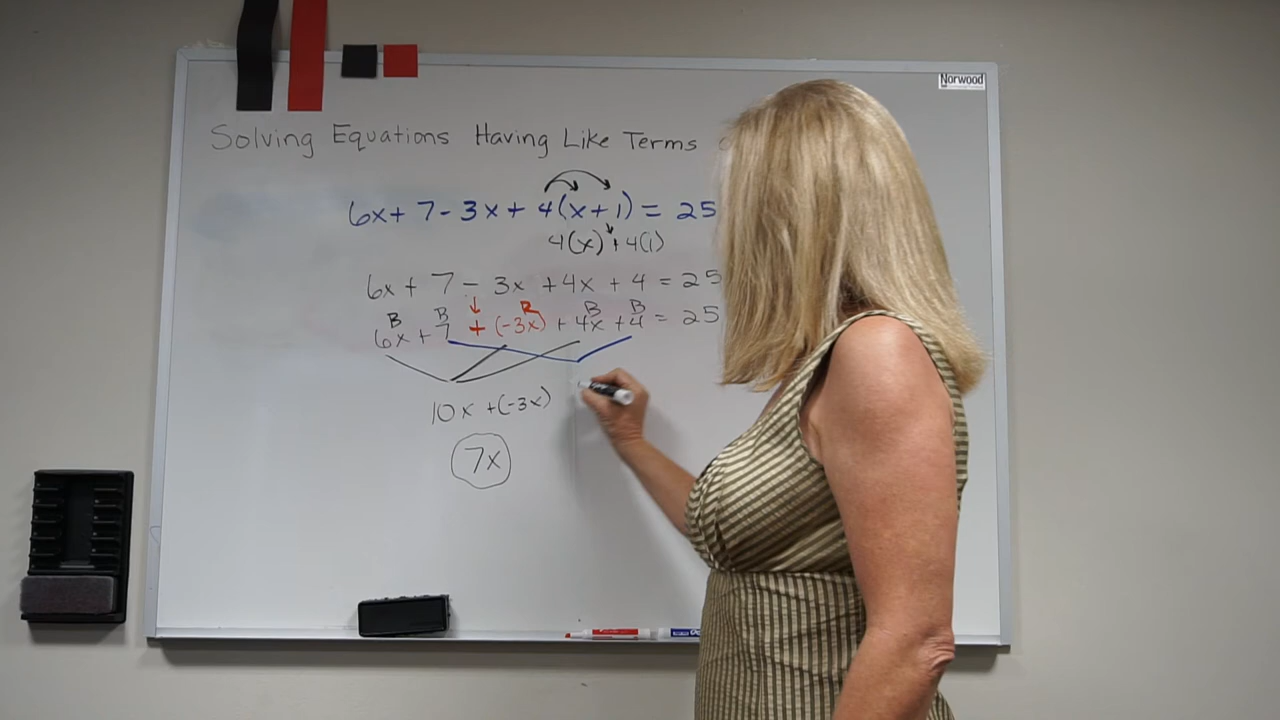 Norwood
Solving Equations Having Like Terms
6x + 7 - 3x + 4(x + 1) = 25
4(x) + 4(1)
6x + 7 - 3x + 4x + 4 = 25
B B R B B
6x + 7 + (-3x) + 4x + 4 = 25
10x + (-3x)
7x